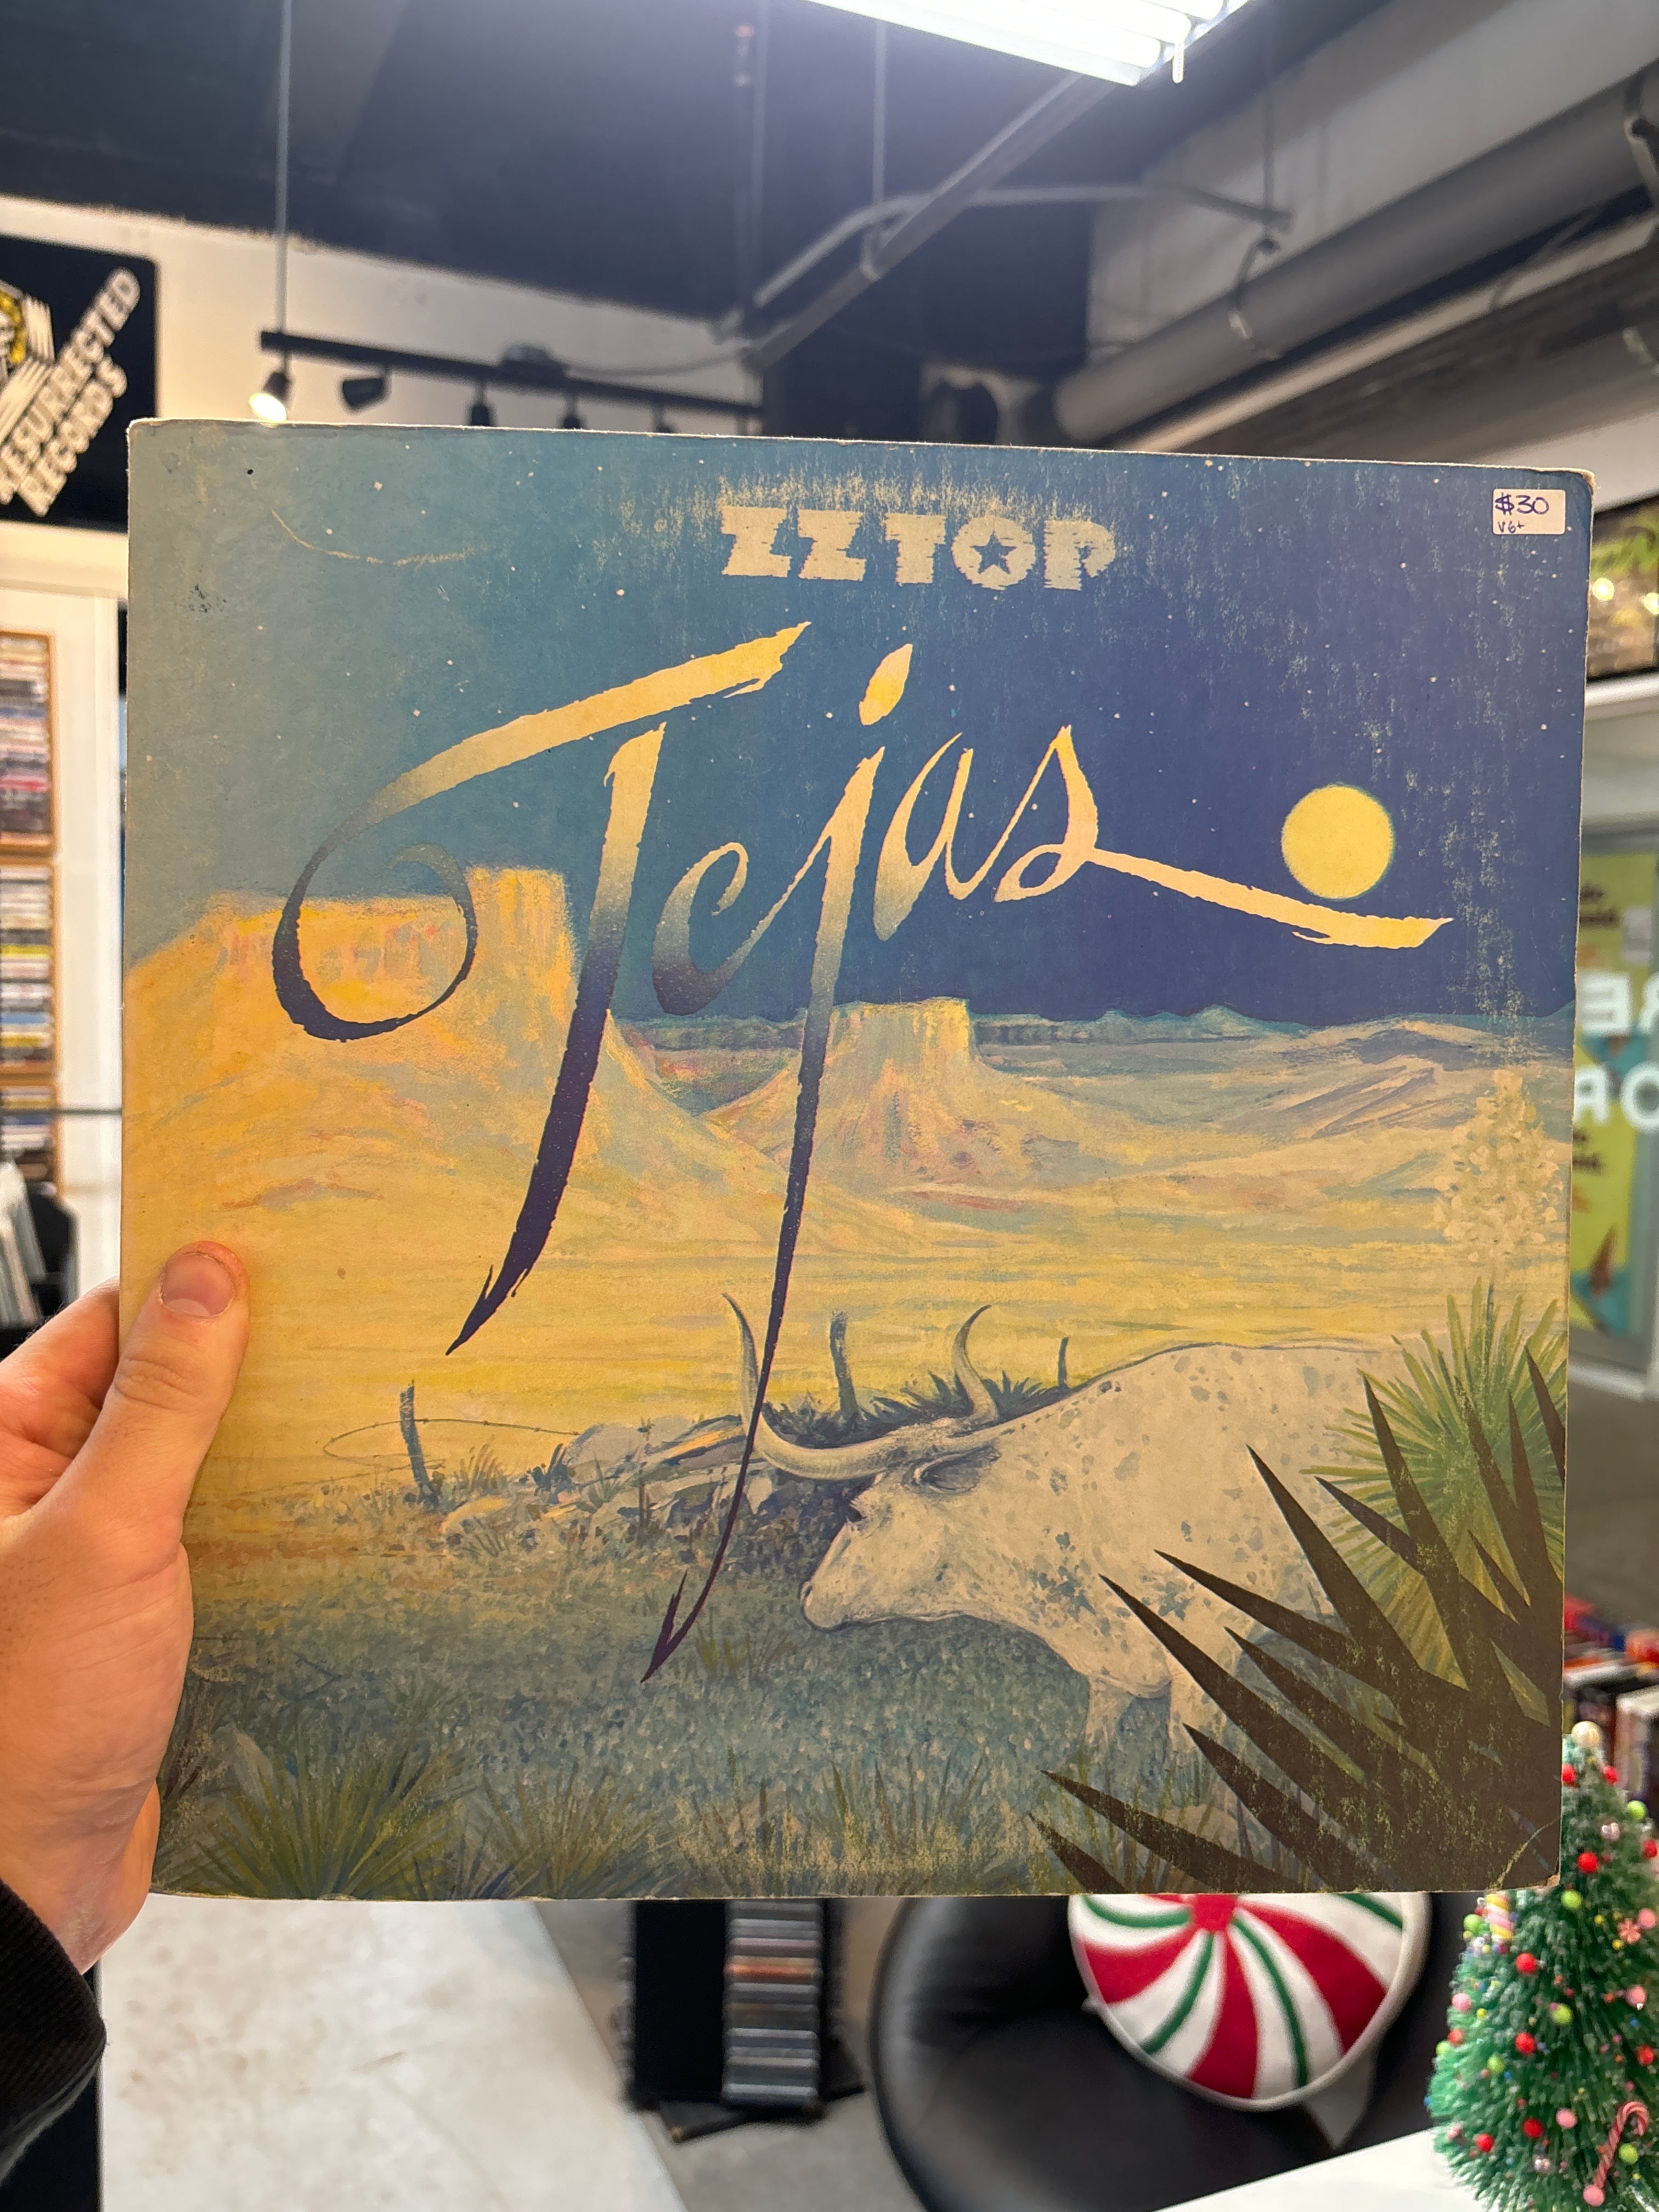 RESURRECTED
RECORDS
ZZ TOP
$30
VG+
Tejas